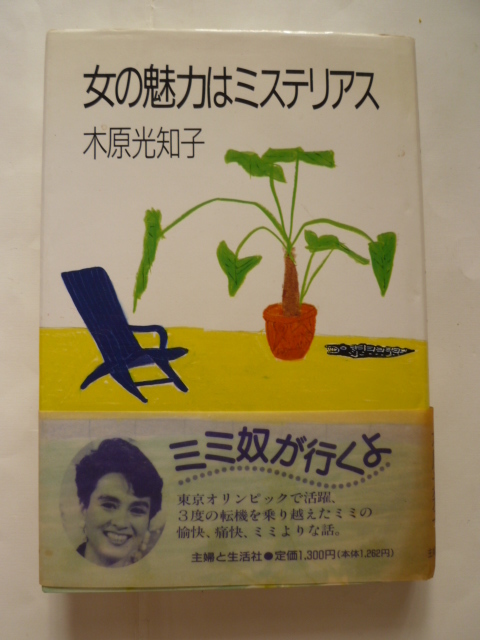 女の魅力はミステリアス
木原光知子
三ミ奴が行くよ
東京オリンピックで活躍、
3度の転機を乗り越えたミミの
愉快、痛快、ミミよりな話。
主婦と生活社●定価1,300円(本体1,262円)